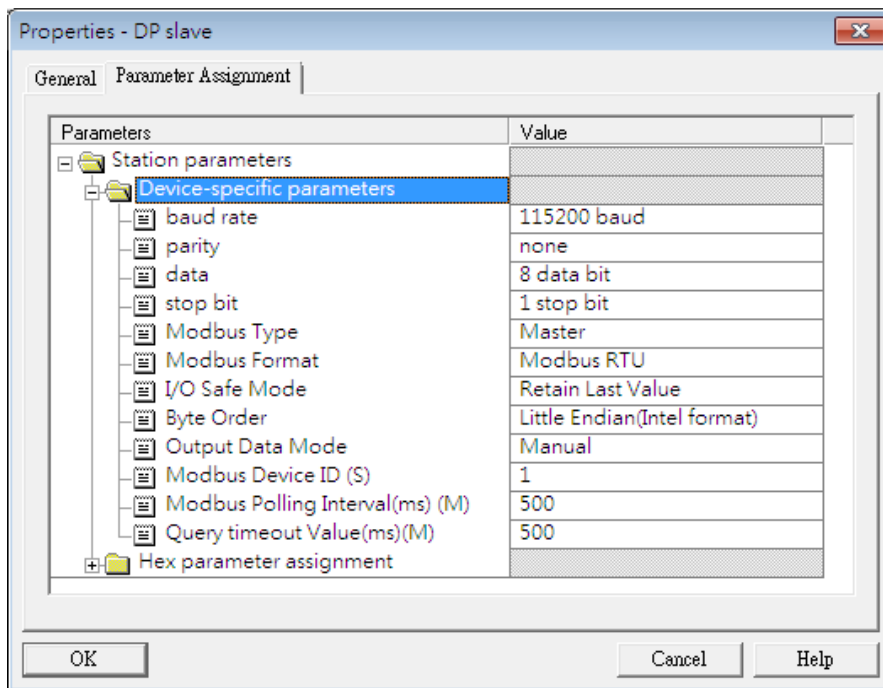 Properties - DP slave
General Parameter Assignment
Parameters Value
Station parameters
Device-specific parameters
baud rate 115200 baud
parity none
data 8 data bit
stop bit 1 stop bit
Modbus Type Master
Modbus Format Modbus RTU
I/O Safe Mode Retain Last Value
Byte Order Little Endian(Intel format)
Output Data Mode Manual
Modbus Device ID (S) 1
Modbus Polling Interval(ms) (M) 500
Query timeout Value(ms)(M) 500
Hex parameter assignment
OK Cancel Help